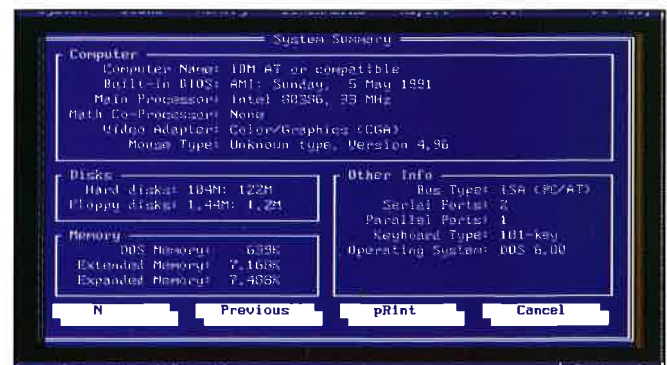 System Summary
Computer
Computer Name: IBM AT or compatible
Built-in BIOS: AMI: Sunday, 5 May 1991
Main Processor: Intel 80386, 33 MHz
Math Co-Processor: None
Video Adapter: Color/Graphics (CGA)
Mouse Type: Unknown type, Version 4.96
Disks
Hard disks: 104M: 122M
Floppy disks: 1.44M: 1.2M
Memory
DOS Memory: 639K
Extended Memory: 7,168K
Expanded Memory: 7,488K
Other Info
Bus Type: ISA (PC/AT)
Serial Ports: 2
Parallel Ports: 1
Keyboard Type: 101-key
Operating System: DOS 6.00
N Previous pRint Cancel